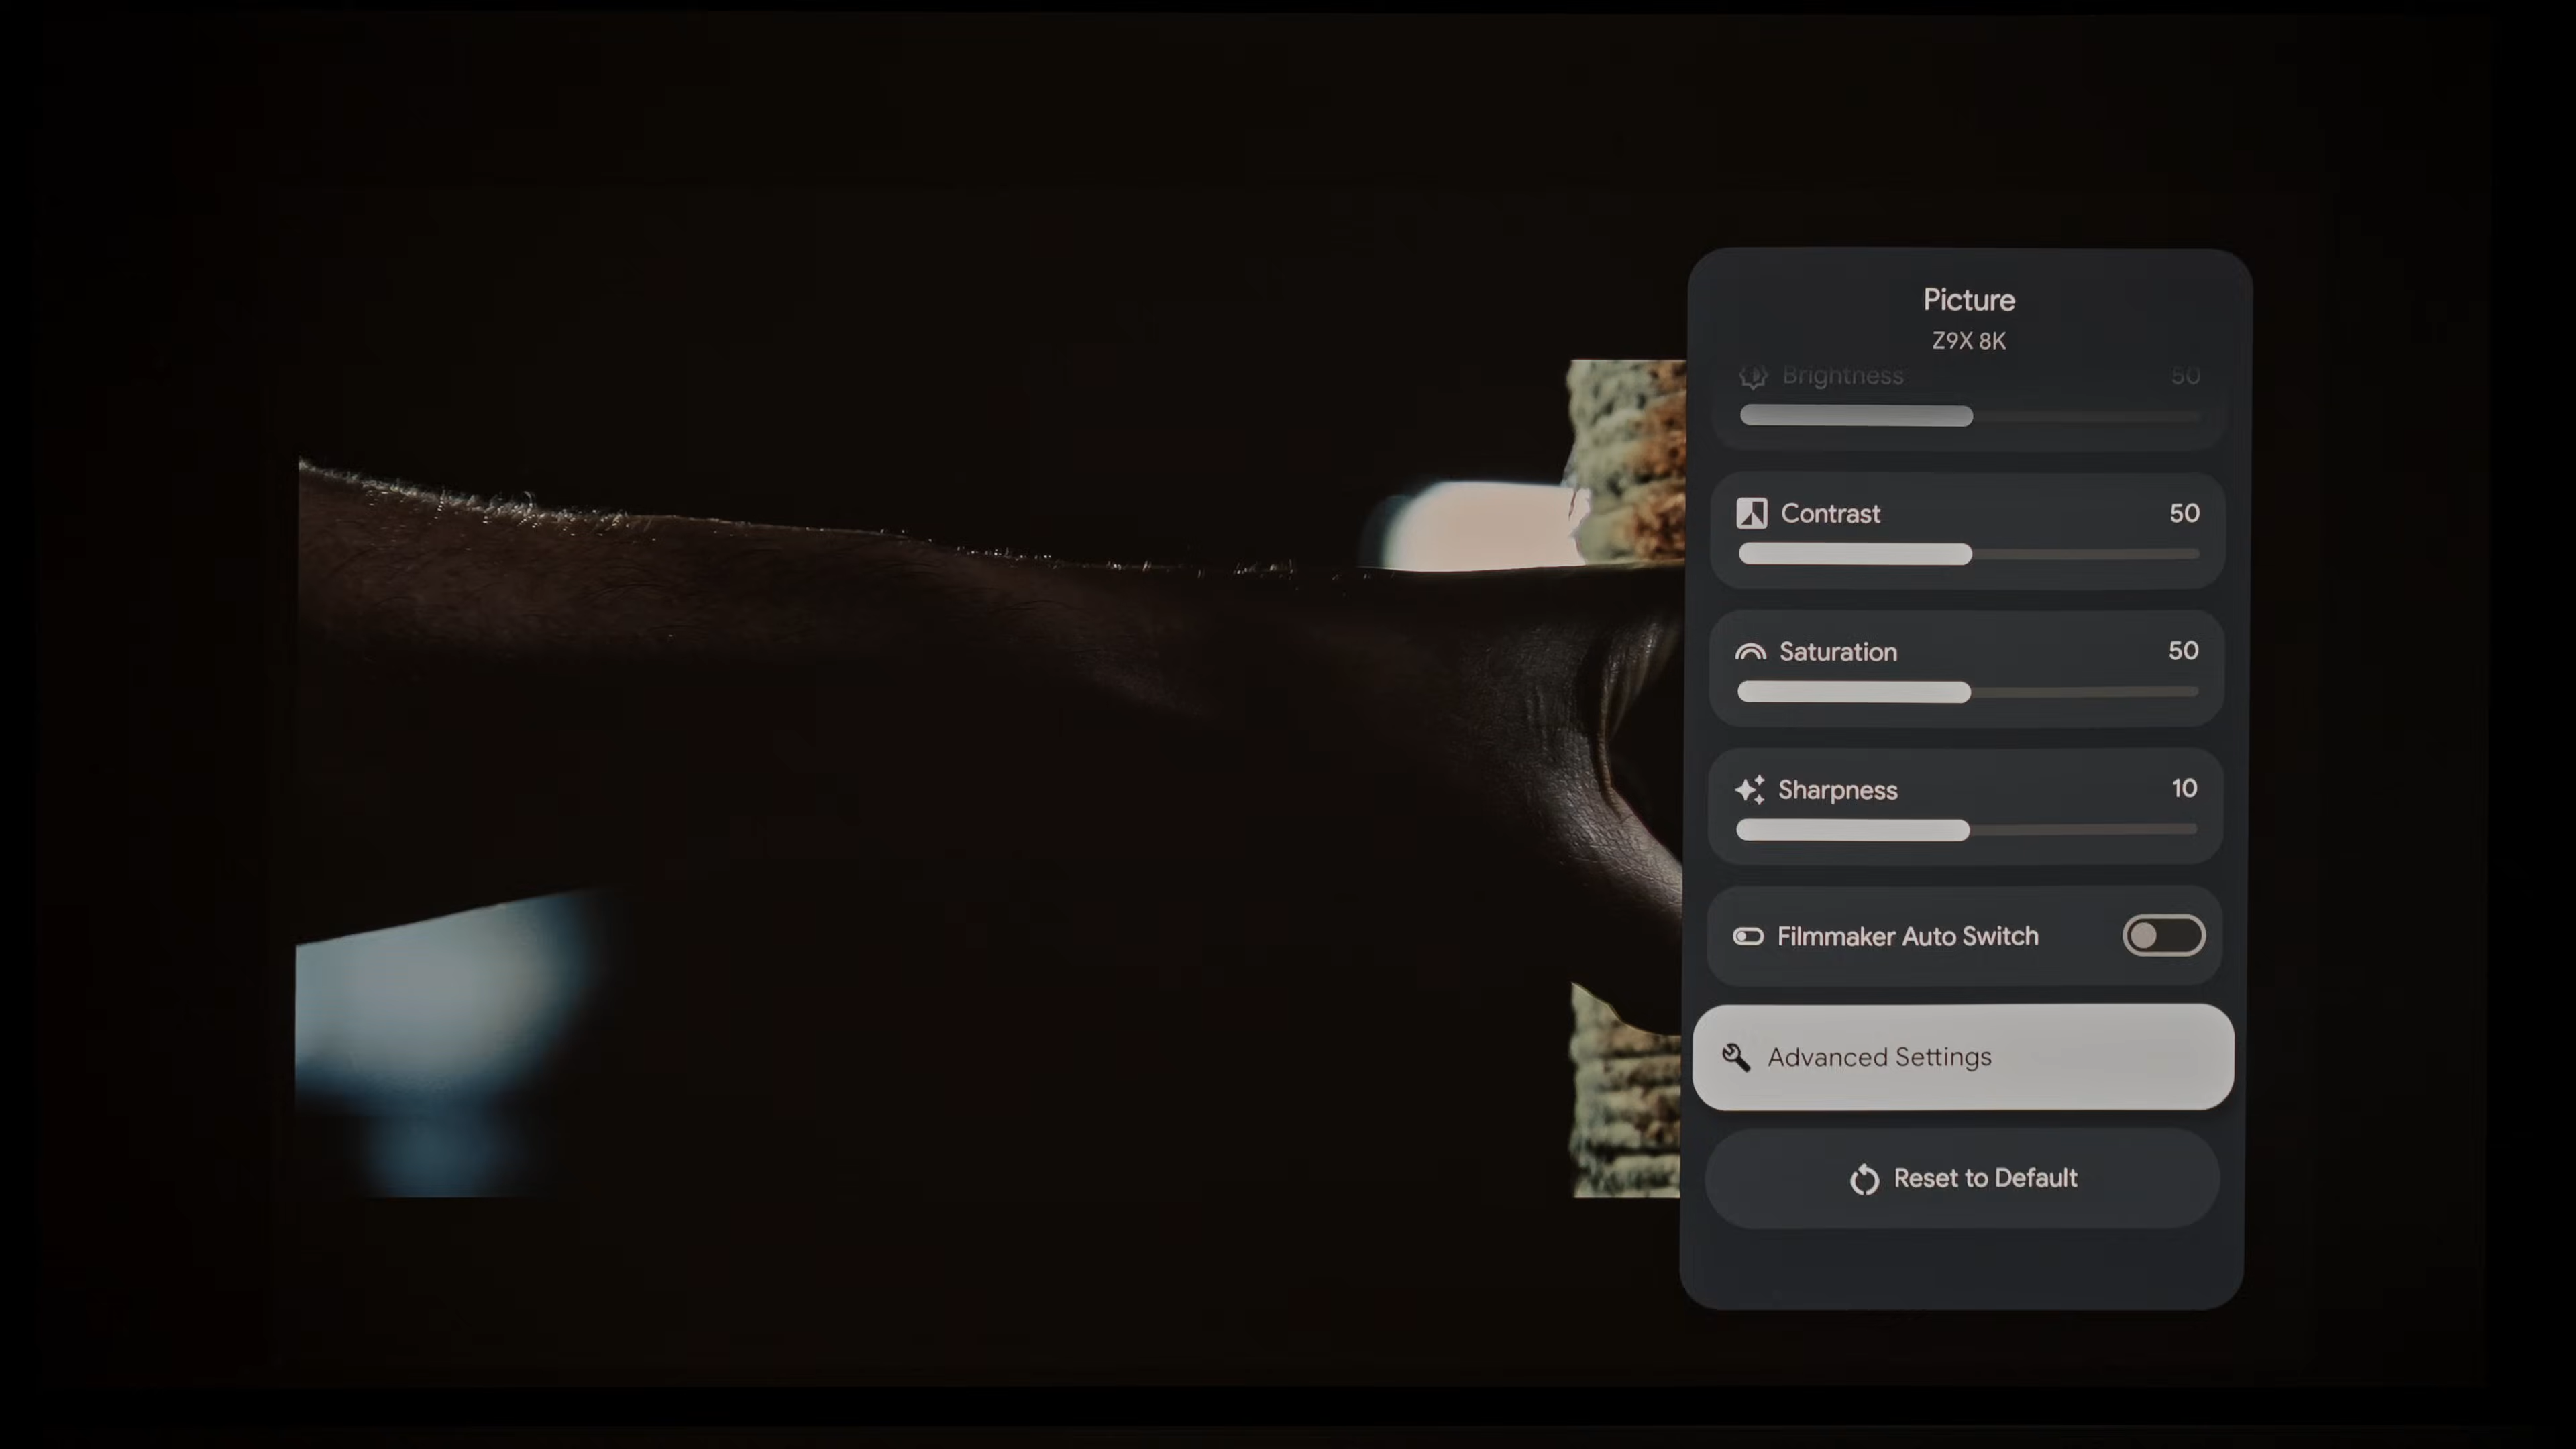 Picture
Z9X 8K
Brightness 50
Contrast 50
Saturation 50
Sharpness 10
Filmmaker Auto Switch
Advanced Settings
Reset to Default